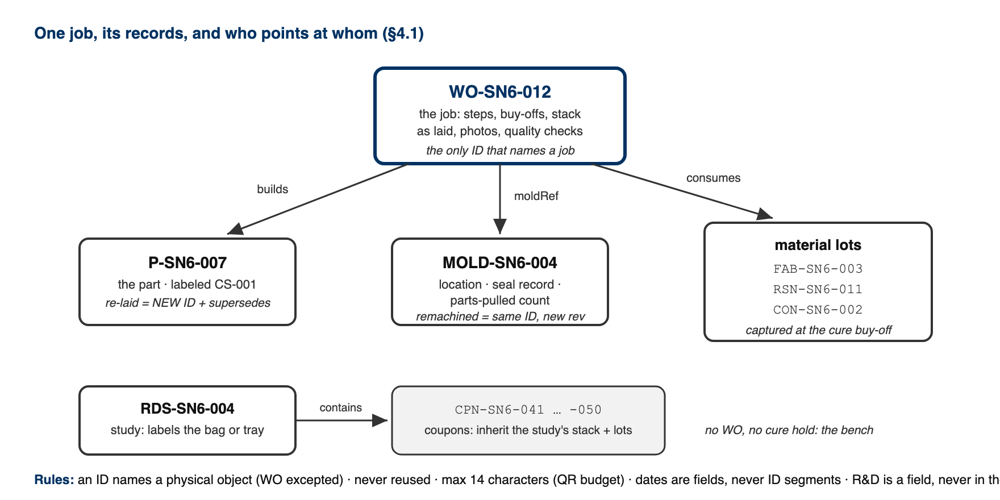 One job, its records, and who points at whom (§4.1)
WO-SN6-012
the job: steps, buy-offs, stack
as laid, photos, quality checks
the only ID that names a job
builds
moldRef
consumes
P-SN6-007
the part · labeled CS-001
re-laid = NEW ID + supersedes
MOLD-SN6-004
location · seal record ·
parts-pulled count
remachined = same ID, new rev
material lots
FAB-SN6-003
RSN-SN6-011
CON-SN6-002
captured at the cure buy-off
RDS-SN6-004
study: labels the bag or tray
contains
CPN-SN6-041 … -050
coupons: inherit the study's stack + lots
no WO, no cure hold: the bench
Rules: an ID names a physical object (WO excepted) · never reused · max 14 characters (QR budget) · dates are fields, never ID segments · R&D is a field, never in